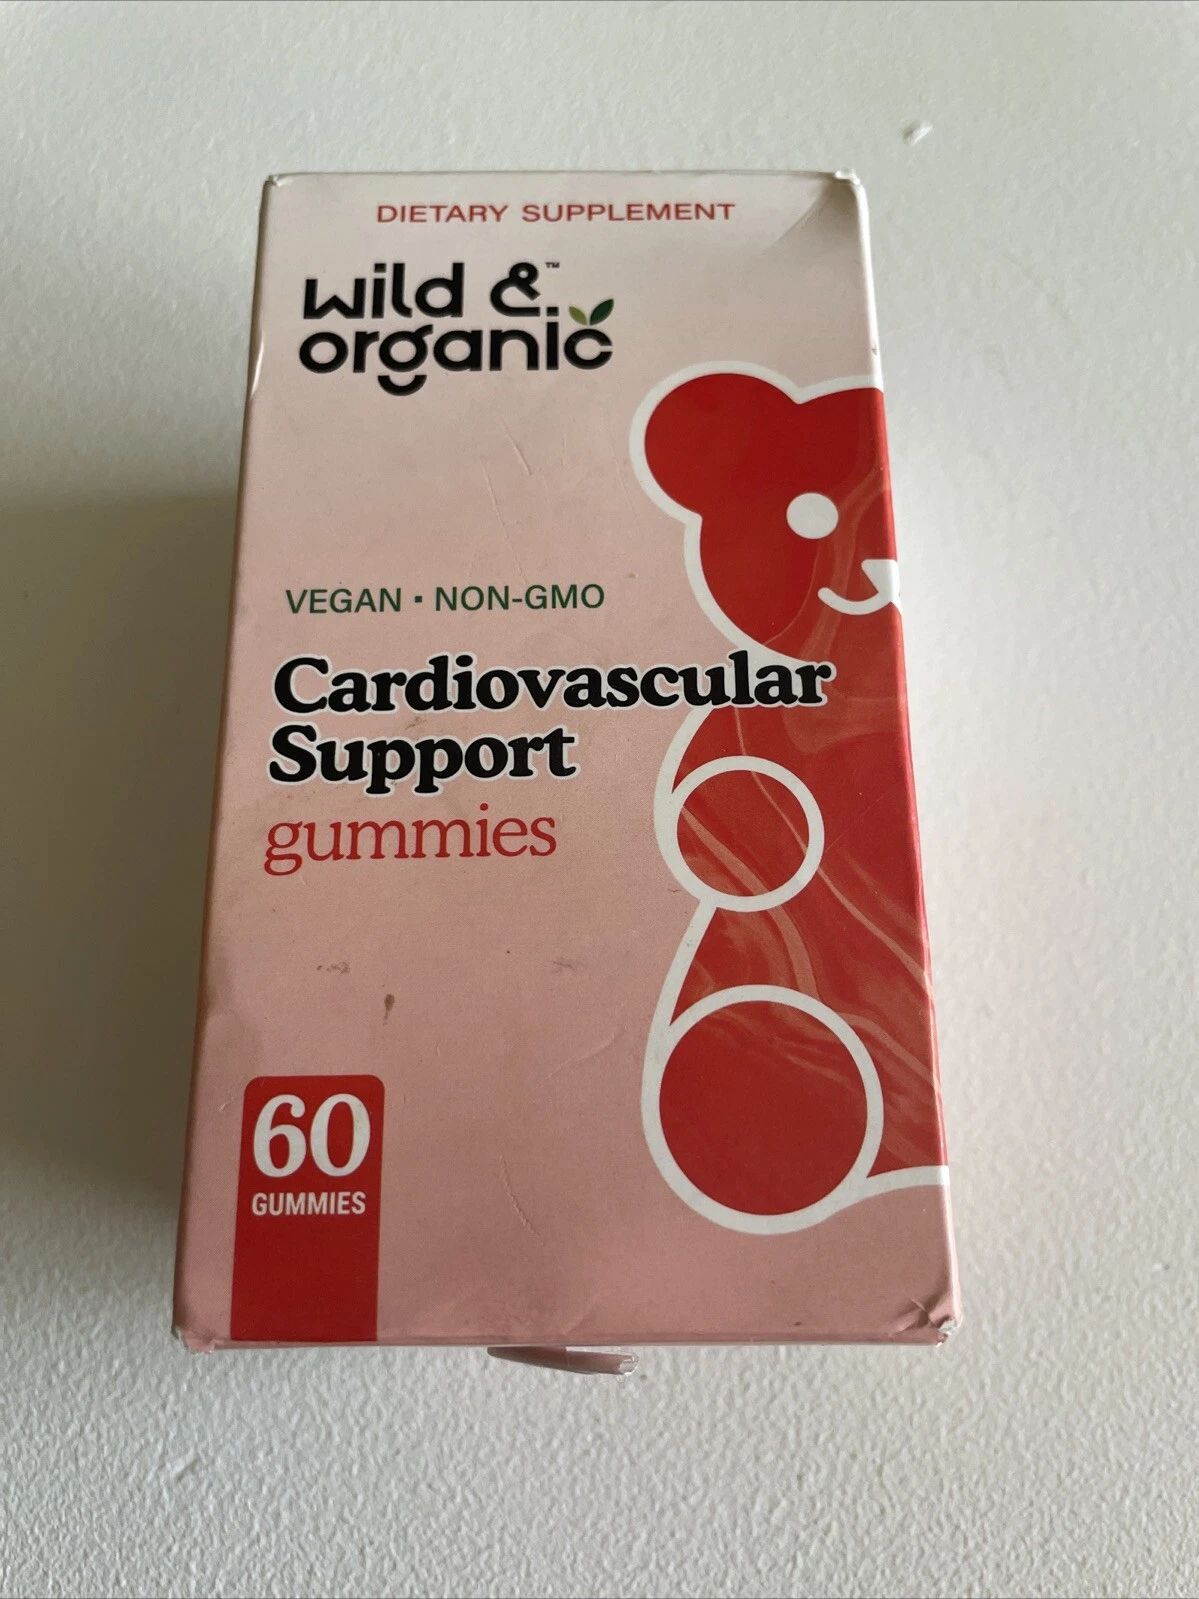 DIETARY SUPPLEMENT
wild &™
organic
VEGAN · NON-GMO
Cardiovascular
Support
gummies
60
GUMMIES